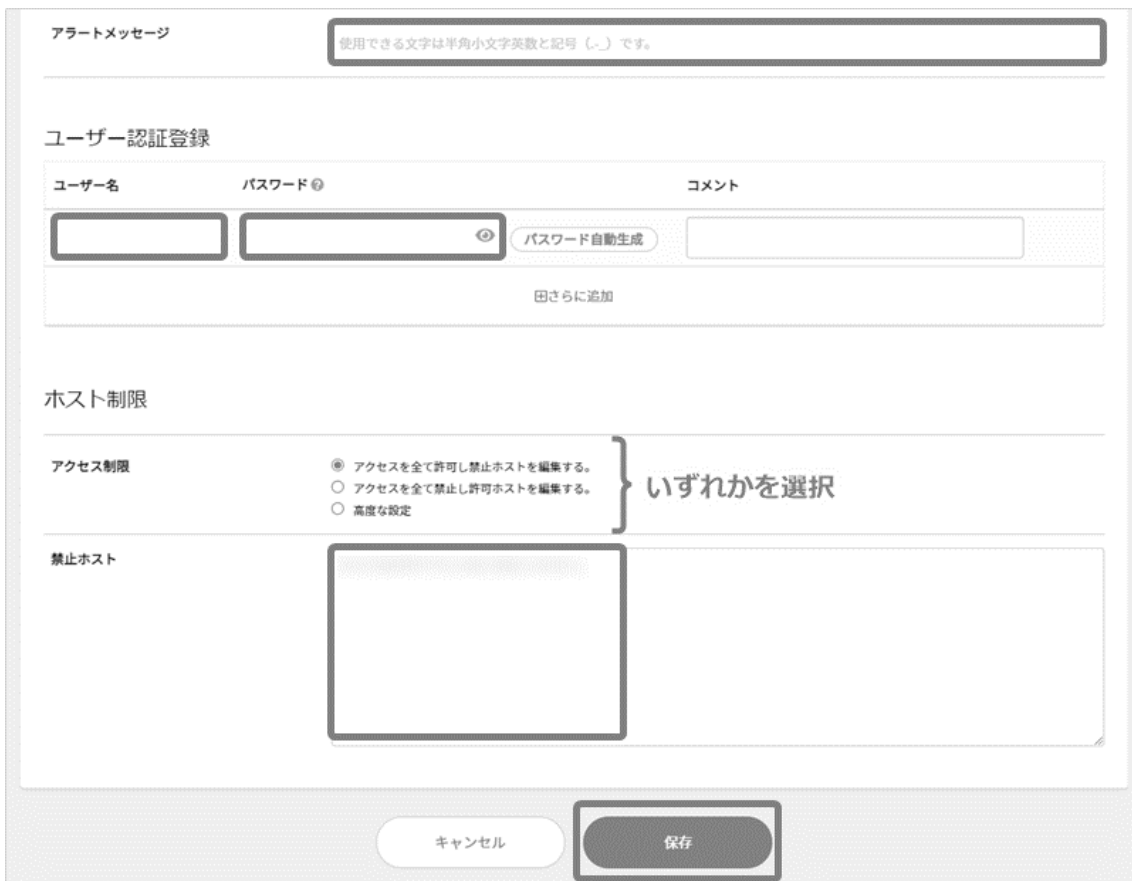 アラートメッセージ
使用できる文字は半角小文字英数と記号（.-_）です。
ユーザー認証登録
ユーザー名 パスワード コメント
パスワード自動生成
さらに追加
ホスト制限
アクセス制限
アクセスを全て許可し禁止ホストを編集する。
アクセスを全て禁止し許可ホストを編集する。
高度な設定
いずれかを選択
禁止ホスト
キャンセル 保存